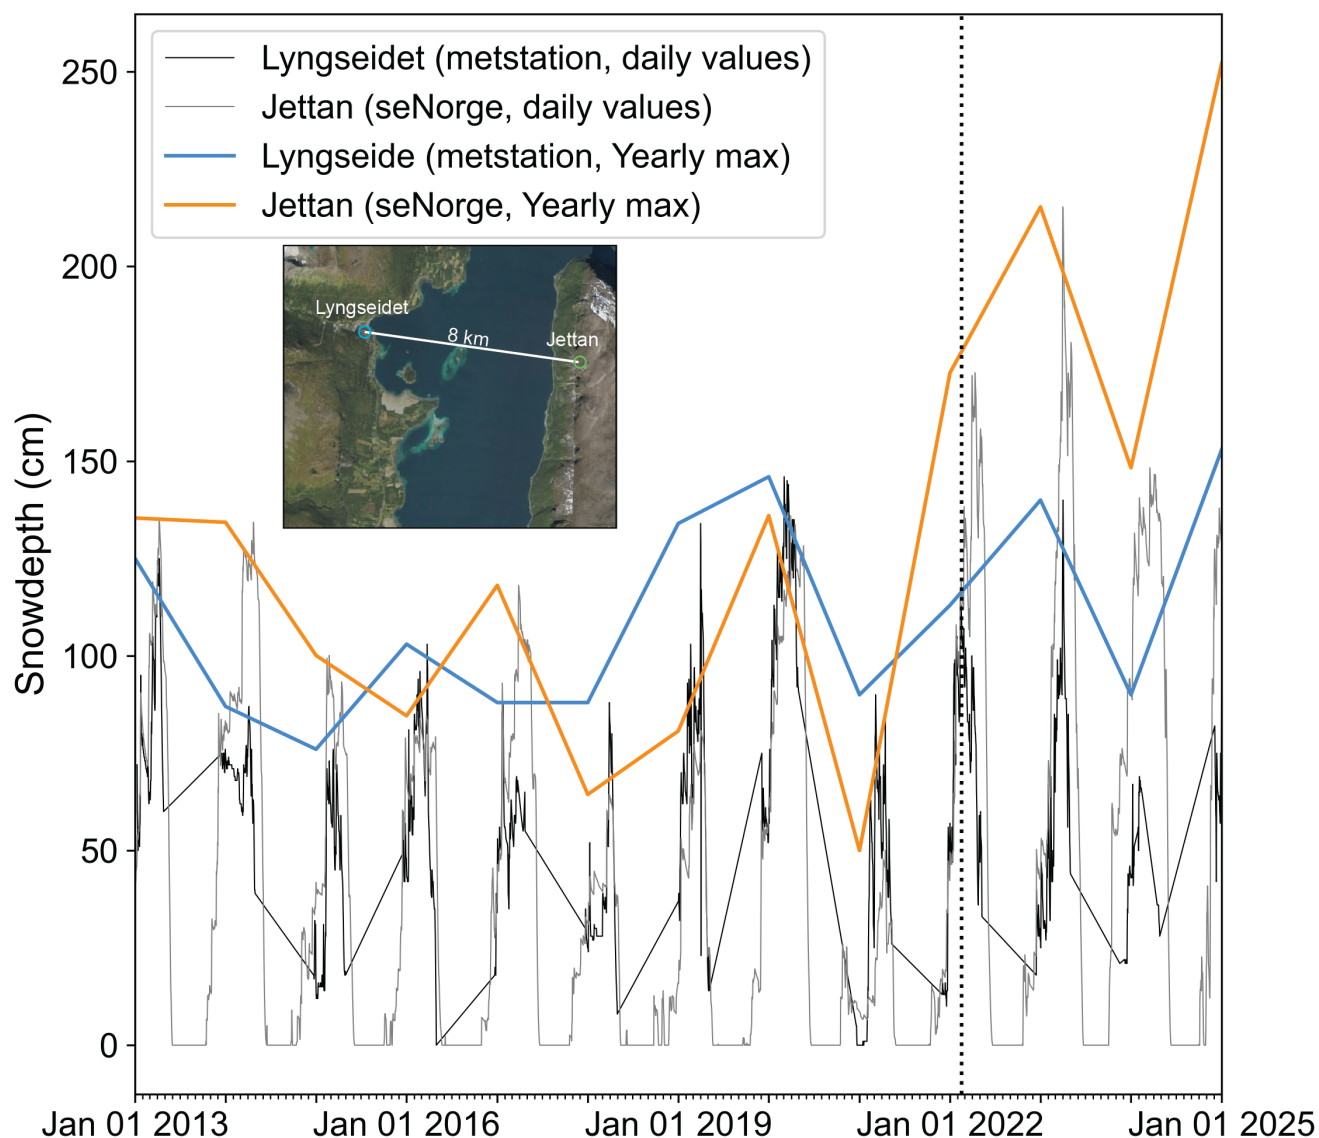 Lyngseidet (metstation, daily values)
Jettan (seNorge, daily values)
Lyngseide (metstation, Yearly max)
Jettan (seNorge, Yearly max)
250
200
150
100
50
0
Snowdepth (cm)
Lyngseidet
8 km
Jettan
Jan 01 2013
Jan 01 2016
Jan 01 2019
Jan 01 2022
Jan 01 2025